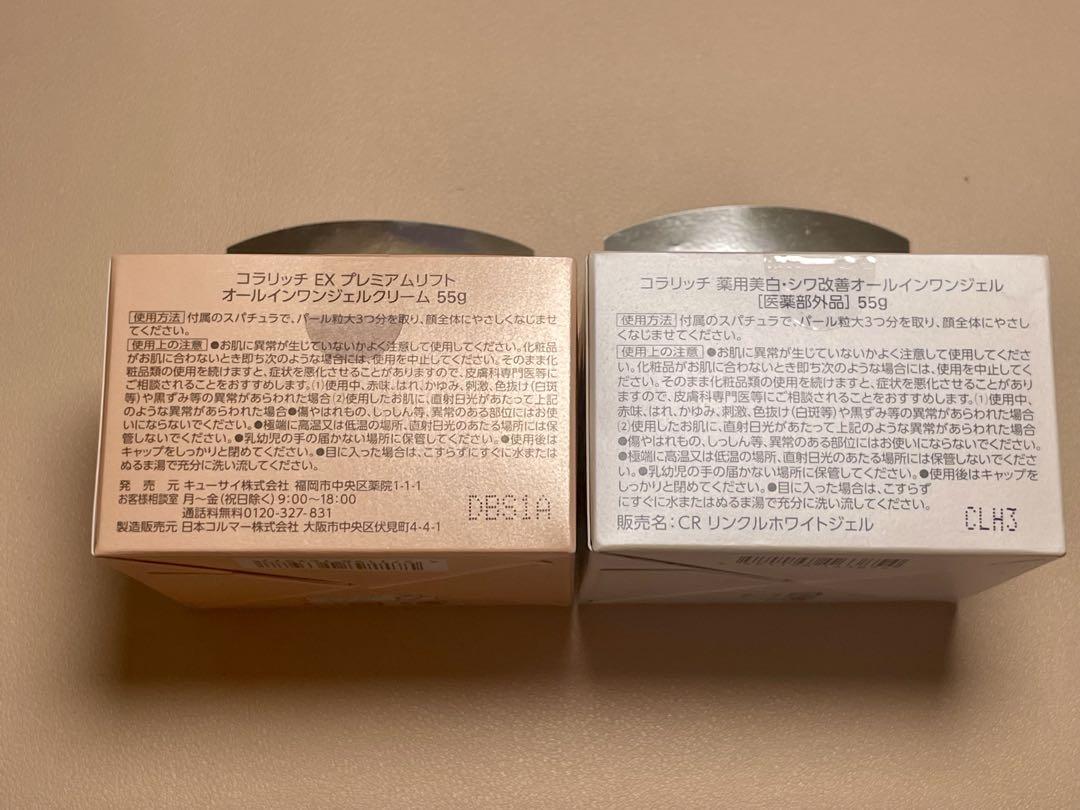 コラリッチ EX プレミアムリフト
オールインワンジェルクリーム 55g
使用方法 付属のスパチュラで、パール粒大3つ分を取り、顔全体にやさしくなじませ
てください。
使用上の注意 ●お肌に異常が生じていないかよく注意して使用してください。化粧品
がお肌に合わないとき即ち次のような場合には、使用を中止してください。そのまま化
粧品類の使用を続けますと、症状を悪化させることがありますので、皮膚科専門医等に
ご相談されることをおすすめします。(1)使用中、赤味、はれ、かゆみ、刺激、色抜け(白斑
等)や黒ずみ等の異常があらわれた場合(2)使用したお肌に、直射日光があたって上記
のような異常があらわれた場合●傷やはれもの、しっしん等、異常のある部位にはお使
いにならないでください。●極端に高温又は低温の場所、直射日光のあたる場所には保
管しないでください。●乳幼児の手の届かない場所に保管してください。●使用後は
キャップをしっかりと閉めてください。●目に入った場合は、こすらずにすぐに水または
ぬるま湯で充分に洗い流してください。
発売元 キューサイ株式会社 福岡市中央区薬院1-1-1
お客様相談室 月〜金(祝日除く)9:00〜18:00
通話料無料0120-327-831
製造販売元 日本コルマー株式会社 大阪市中央区伏見町4-4-1
DBS1A
コラリッチ 薬用美白・シワ改善オールインワンジェル
[医薬部外品] 55g
使用方法 付属のスパチュラで、パール粒大3つ分を取り、顔全体にやさし
くなじませてください。
使用上の注意 ●お肌に異常が生じていないかよく注意して使用してくださ
い。化粧品がお肌に合わないとき即ち次のような場合には、使用を中止してくだ
さい。そのまま化粧品類の使用を続けますと、症状を悪化させることがあり
ますので、皮膚科専門医等にご相談されることをおすすめします。(1)使用中、
赤味、はれ、かゆみ、刺激、色抜け(白斑等)や黒ずみ等の異常があらわれた場合
(2)使用したお肌に、直射日光があたって上記のような異常があらわれた場合
●傷やはれもの、しっしん等、異常のある部位にはお使いにならないでください。
●極端に高温又は低温の場所、直射日光のあたる場所には保管しないでくださ
い。●乳幼児の手の届かない場所に保管してください。●使用後はキャップを
しっかりと閉めてください。●目に入った場合は、こすらず
にすぐに水またはぬるま湯で充分に洗い流してください。
販売名:CR リンクルホワイトジェル
CLH3